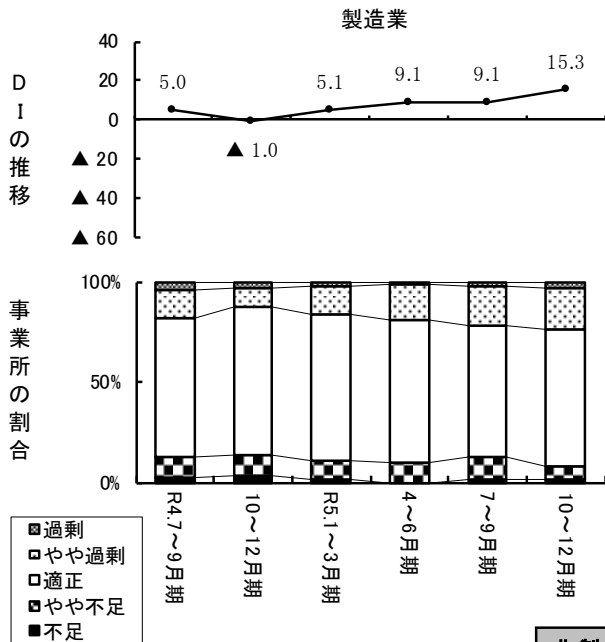 製造業
DIの推移
40
20
0
▲ 20
▲ 40
▲ 60
5.0
▲ 1.0
5.1
9.1
9.1
15.3
事業所の割合
100%
50%
0%
R4.7～9月期
10～12月期
R5.1～3月期
4～6月期
7～9月期
10～12月期
過剰
やや過剰
適正
やや不足
不足